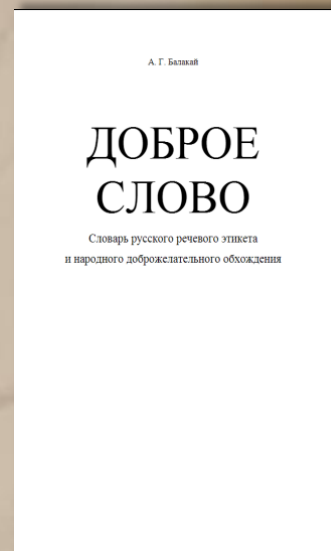 А. Г. Балакай
ДОБРОЕ
СЛОВО
Словарь русского речевого этикета
и народного доброжелательного обхождения